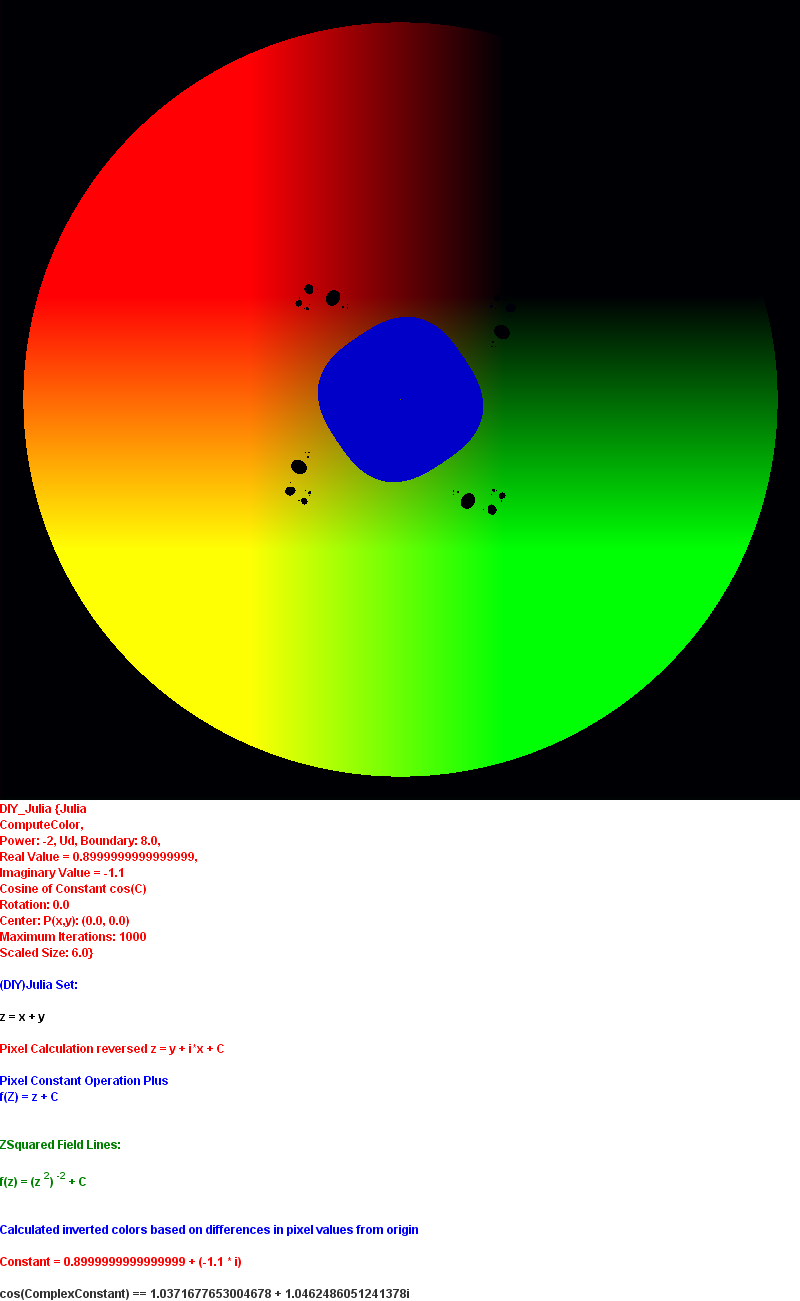 DIY_Julia {Julia
ComputeColor,
Power: -2, Ud, Boundary: 8.0,
Real Value = 0.8999999999999999,
Imaginary Value = -1.1
Cosine of Constant cos(C)
Rotation: 0.0
Center: P(x,y): (0.0, 0.0)
Maximum Iterations: 1000
Scaled Size: 6.0}
(DIY)Julia Set:
z = x + y
Pixel Calculation reversed z = y + i*x + C
Pixel Constant Operation Plus
f(Z) = z + C
ZSquared Field Lines:
f(z) = (z 2) -2 + C
Calculated inverted colors based on differences in pixel values from origin
Constant = 0.8999999999999999 + (-1.1 * i)
cos(ComplexConstant) == 1.0371677653004678 + 1.0462486051241378i